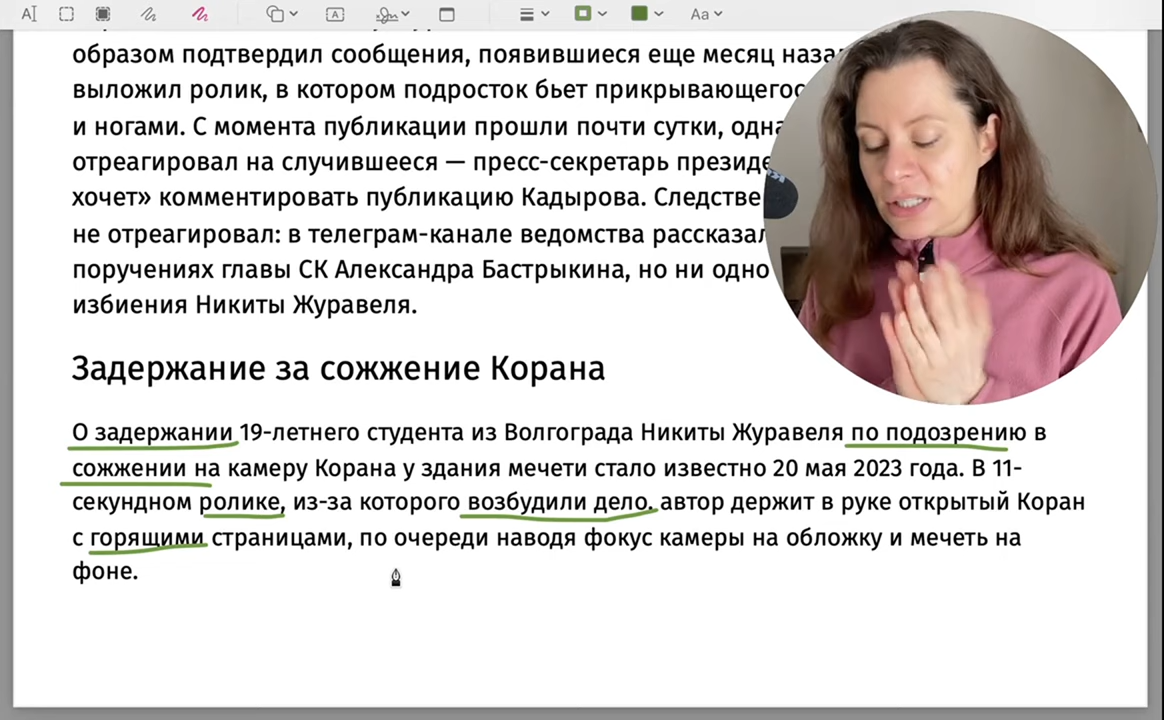 Aa
образом подтвердил сообщения, появившиеся еще месяц наза
выложил ролик, в котором подросток бьет прикрывающегос
и ногами. С момента публикации прошли почти сутки, одна
отреагировал на случившееся — пресс-секретарь президе
хочет» комментировать публикацию Кадырова. Следстве
не отреагировал: в телеграм-канале ведомства рассказал
поручениях главы СК Александра Бастрыкина, но ни одно
избиения Никиты Журавеля.
Задержание за сожжение Корана
О задержании 19-летнего студента из Волгограда Никиты Журавеля по подозрению в
сожжении на камеру Корана у здания мечети стало известно 20 мая 2023 года. В 11-
секундном ролике, из-за которого возбудили дело, автор держит в руке открытый Коран
с горящими страницами, по очереди наводя фокус камеры на обложку и мечеть на
фоне.